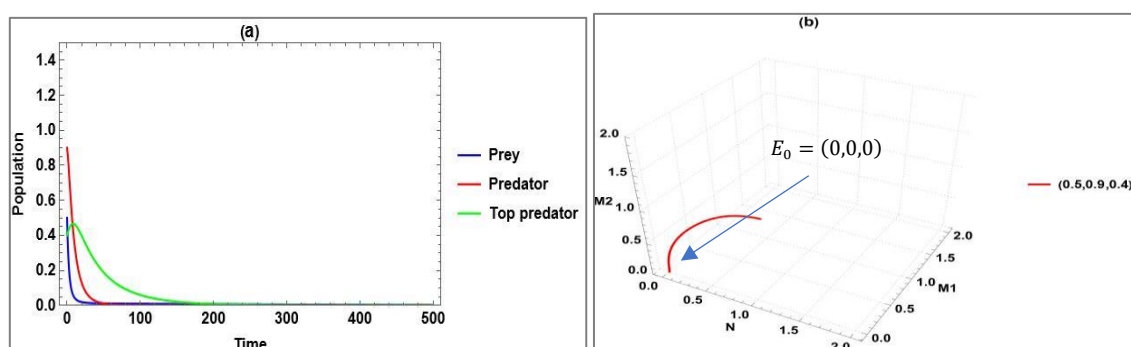 (a)
1.4
1.2
1.0
0.8
0.6
0.4
0.2
0.0
0 100 200 300 400 500
Population
Time
Prey
Predator
Top predator
(b)
E₀ = (0,0,0)
2.0
1.5
M2 1.0
0.5
0.0
0.0
0.5
1.0
N
1.5
2.0
0.0
0.5
1.0 M1
1.5
2.0
(0.5,0.9,0.4)